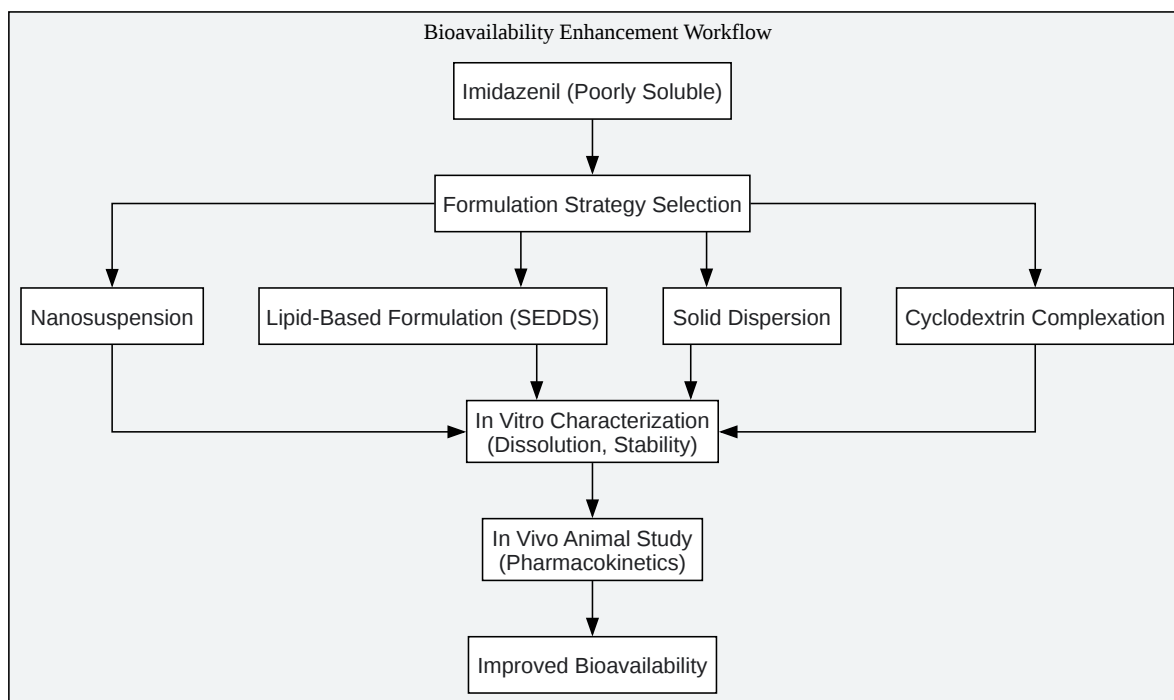 Bioavailability Enhancement Workflow
Imidazenil (Poorly Soluble)
Formulation Strategy Selection
Nanosuspension
Lipid-Based Formulation (SEDDS)
Solid Dispersion
Cyclodextrin Complexation
In Vitro Characterization
(Dissolution, Stability)
In Vivo Animal Study
(Pharmacokinetics)
Improved Bioavailability